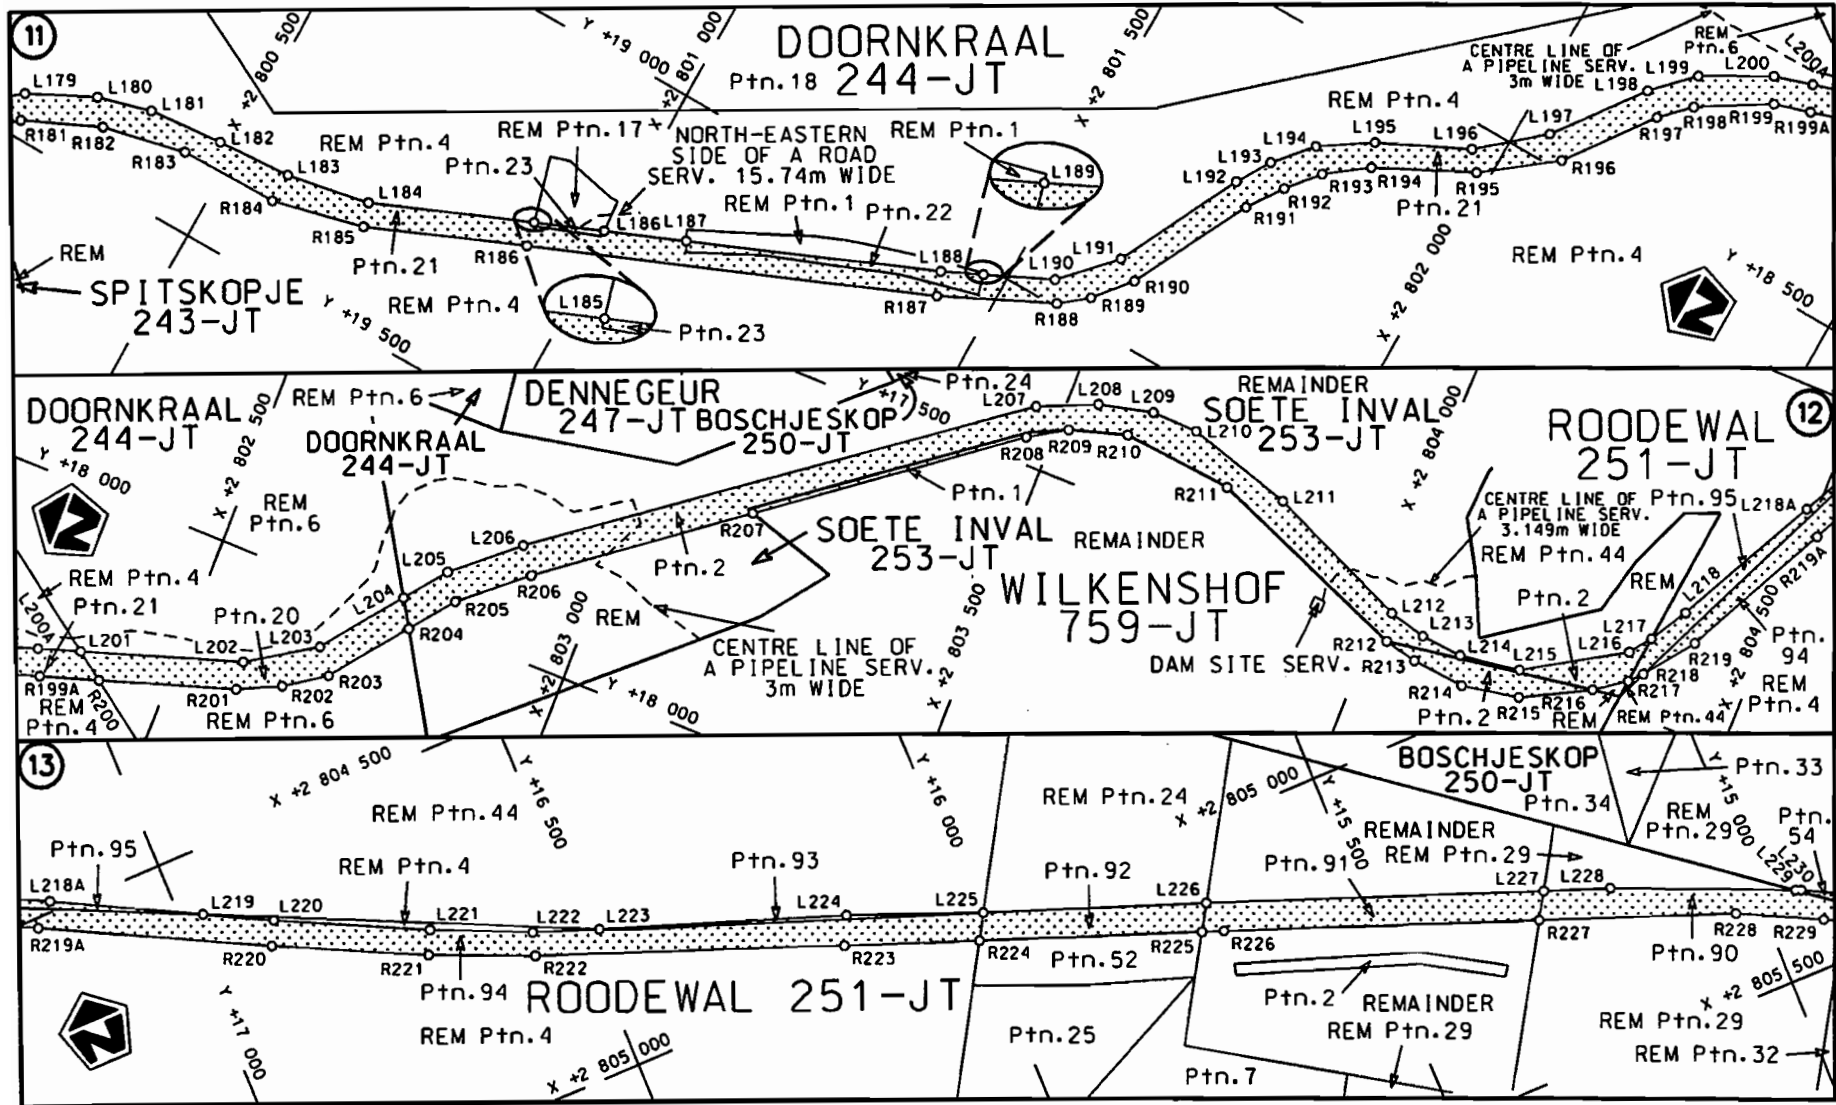 11
DOORNKRAAL
244-JT
Ptn.18
X +2 800 500
Y +19 000
X +2 801 000
X +2 801 500
CENTRE LINE OF
A PIPELINE SERV.
3m WIDE
REM
Ptn.6
L200A
L179
L180
L181
L182
L183
L184
L186
L187
L188
L190
L191
L192
L193
L194
L195
L196
L197
L198
L199
L200
R181
R182
R183
R184
R185
R186
R187
R188
R189
R190
R191
R192
R193
R194
R195
R196
R197
R198
R199
R199A
REM Ptn.4
REM Ptn.17
Ptn.23
NORTH-EASTERN
SIDE OF A ROAD
SERV. 15.74m WIDE
REM Ptn.1
L189
REM Ptn.1
Ptn.22
REM Ptn.4
Ptn.21
REM Ptn.4
REM
SPITSKOPJE
243-JT
Ptn.21
REM Ptn.4
Y +19 500
L185
Ptn.23
X +2 802 000
Y +18 500
12
DOORNKRAAL
244-JT
Y +18 000
X +2 802 500
REM Ptn.6
DOORNKRAAL
244-JT
DENNEGEUR
247-JT
BOSCHJESKOP
250-JT
Ptn.24
Y +17 500
REMAINDER
SOETE INVAL
253-JT
X +2 804 000
ROODEWAL
251-JT
REM
Ptn.6
REM Ptn.4
Ptn.21
Ptn.20
L200A
L201
L202
L203
L204
L205
L206
L207
L208
L209
L210
L211
L212
L213
L214
L215
L216
L217
L218
L218A
R199A
R200
R201
R202
R203
R204
R205
R206
R207
R208
R209
R210
R211
R212
R213
R214
R215
R216
R217
R218
R219
R219A
REM
Ptn.4
REM Ptn.6
Ptn.2
Ptn.1
SOETE INVAL
253-JT
REMAINDER
WILKENSHOF
759-JT
REM
CENTRE LINE OF
A PIPELINE SERV.
3m WIDE
X +2 803 000
Y +18 000
X +2 803 500
DAM SITE SERV.
CENTRE LINE OF
A PIPELINE SERV.
3.149m WIDE
Ptn.95
REM Ptn.44
REM
Ptn.2
Ptn.2
REM
REM Ptn.44
X +2 804 500
Ptn.
94
REM
Ptn.4
13
X +2 804 500
Y +16 500
Y +16 000
X +2 805 000
Y +15 500
BOSCHJESKOP
250-JT
Ptn.34
Ptn.33
Y +15 000
REM Ptn.44
REM Ptn.24
REMAINDER
REM Ptn.29
REM
Ptn.29
Ptn.
54
Ptn.95
REM Ptn.4
Ptn.93
Ptn.92
Ptn.91
L218A
L219
L220
L221
L222
L223
L224
L225
L226
L227
L228
L229
L230
R219A
R220
R221
R222
R223
R224
R225
R226
R227
R228
R229
Ptn.94
ROODEWAL 251-JT
REM Ptn.4
Y +17 000
X +2 805 000
Ptn.52
Ptn.25
Ptn.2
REMAINDER
REM Ptn.29
Ptn.7
Ptn.90
X +2 805 500
REM Ptn.29
REM Ptn.32